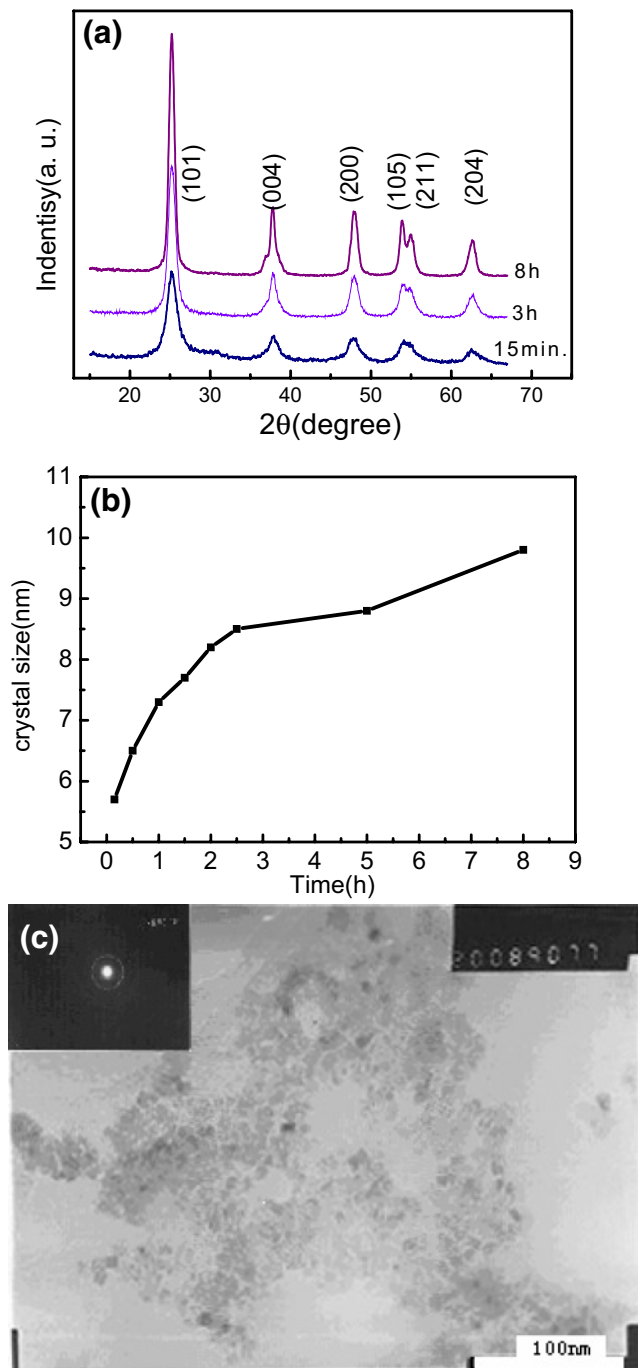 (a)
Indentisy(a. u.)
(101)
(004)
(200)
(105)
(211)
(204)
8h
3h
15min.
20 30 40 50 60 70
2θ(degree)
(b)
crystal size(nm)
11
10
9
8
7
6
5
0 1 2 3 4 5 6 7 8 9
Time(h)
(c)
20089077
100nm